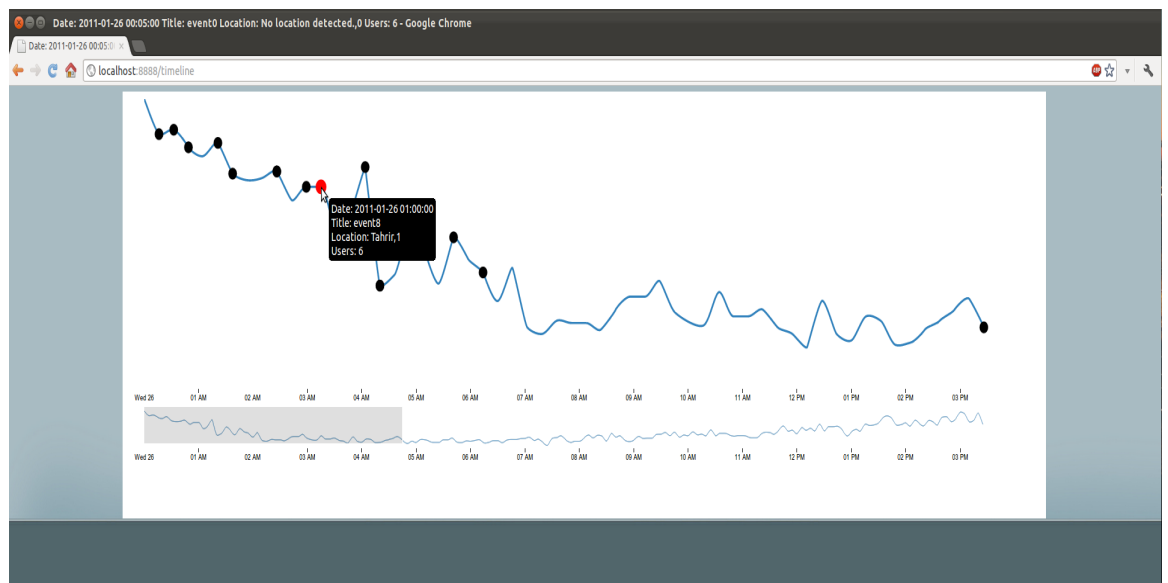 Date: 2011-01-26 00:05:00 Title: event0 Location: No location detected.,0 Users: 6 - Google Chrome
Date: 2011-01-26 00:05:0
localhost:8888/timeline
ABP
Date: 2011-01-26 01:00:00
Title: event8
Location: Tahrir,1
Users: 6
Wed 26 01 AM 02 AM 03 AM 04 AM 05 AM 06 AM 07 AM 08 AM 09 AM 10 AM 11 AM 12 PM 01 PM 02 PM 03 PM
Wed 26 01 AM 02 AM 03 AM 04 AM 05 AM 06 AM 07 AM 08 AM 09 AM 10 AM 11 AM 12 PM 01 PM 02 PM 03 PM